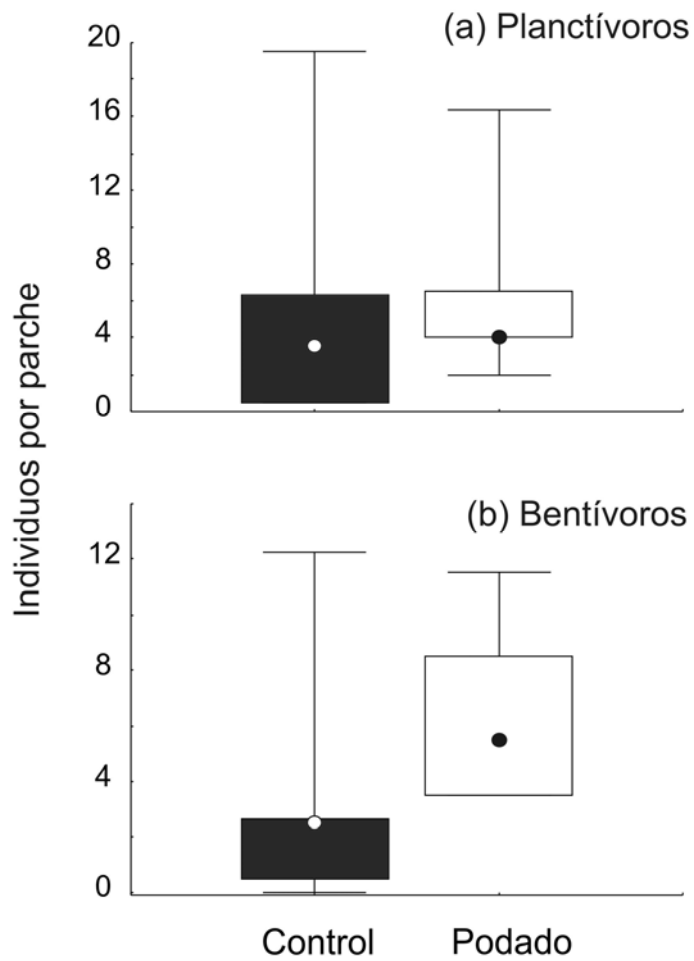 (a) Planctívoros
20
16
12
8
4
0
Individuos por parche
(b) Bentívoros
12
8
4
0
Control Podado